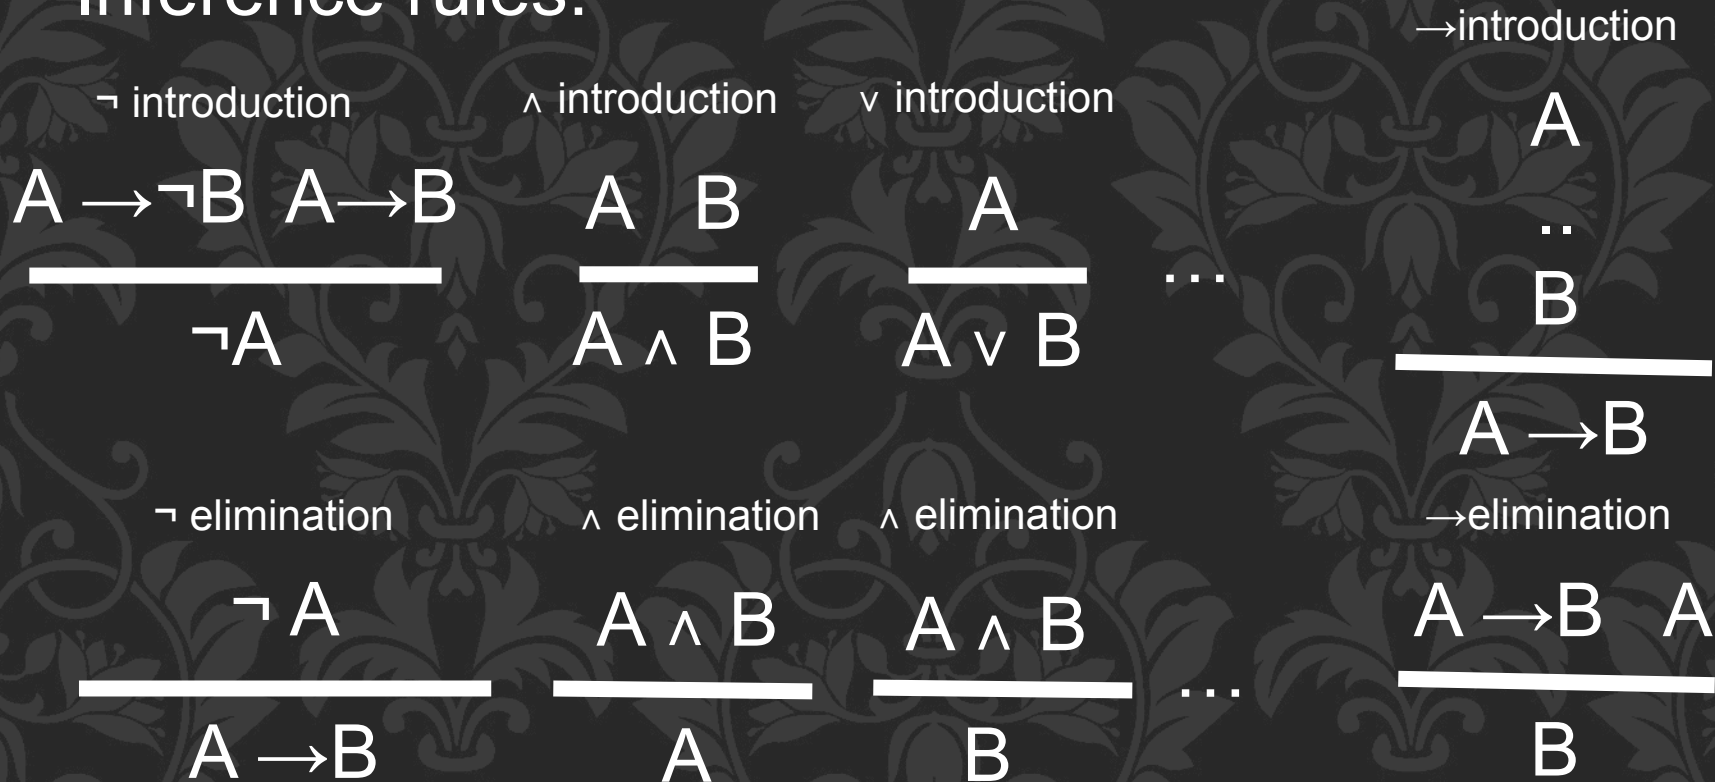 Inference rules:
→introduction
¬ introduction ∧ introduction ∨ introduction
A
A →¬B A→B A B A
..
... B
¬A A ∧ B A ∨ B
A →B
¬ elimination ∧ elimination ∧ elimination →elimination
¬ A A ∧ B A ∧ B A →B A
...
A →B A B B